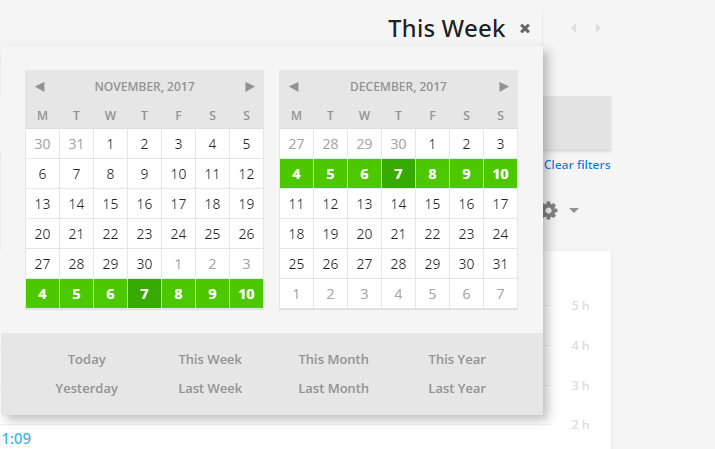 This Week ×
NOVEMBER, 2017
M T W T F S S
30 31 1 2 3 4 5
6 7 8 9 10 11 12
13 14 15 16 17 18 19
20 21 22 23 24 25 26
27 28 29 30 1 2 3
4 5 6 7 8 9 10
DECEMBER, 2017
M T W T F S S
27 28 29 30 1 2 3
4 5 6 7 8 9 10
11 12 13 14 15 16 17
18 19 20 21 22 23 24
25 26 27 28 29 30 31
1 2 3 4 5 6 7
Clear filters
Today This Week This Month This Year
Yesterday Last Week Last Month Last Year
5 h
4 h
3 h
2 h
1:09